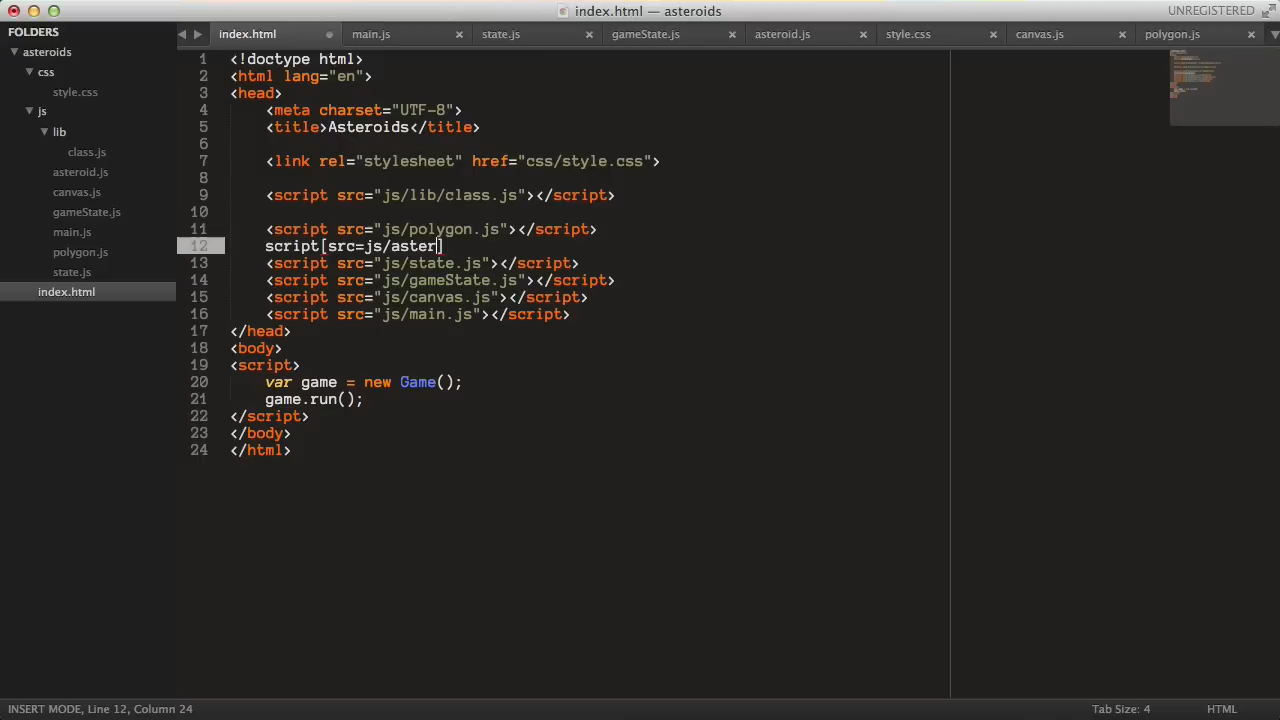 index.html — asteroids
UNREGISTERED
FOLDERS
asteroids
css
style.css
js
lib
class.js
asteroid.js
canvas.js
gameState.js
main.js
polygon.js
state.js
index.html
index.html main.js state.js gameState.js asteroid.js style.css canvas.js polygon.js
1 <!doctype html>
2 <html lang="en">
3 <head>
4 <meta charset="UTF-8">
5 <title>Asteroids</title>
6
7 <link rel="stylesheet" href="css/style.css">
8
9 <script src="js/lib/class.js"></script>
10
11 <script src="js/polygon.js"></script>
12 script[src=js/aster]
13 <script src="js/state.js"></script>
14 <script src="js/gameState.js"></script>
15 <script src="js/canvas.js"></script>
16 <script src="js/main.js"></script>
17 </head>
18 <body>
19 <script>
20 var game = new Game();
21 game.run();
22 </script>
23 </body>
24 </html>
INSERT MODE, Line 12, Column 24
Tab Size: 4
HTML